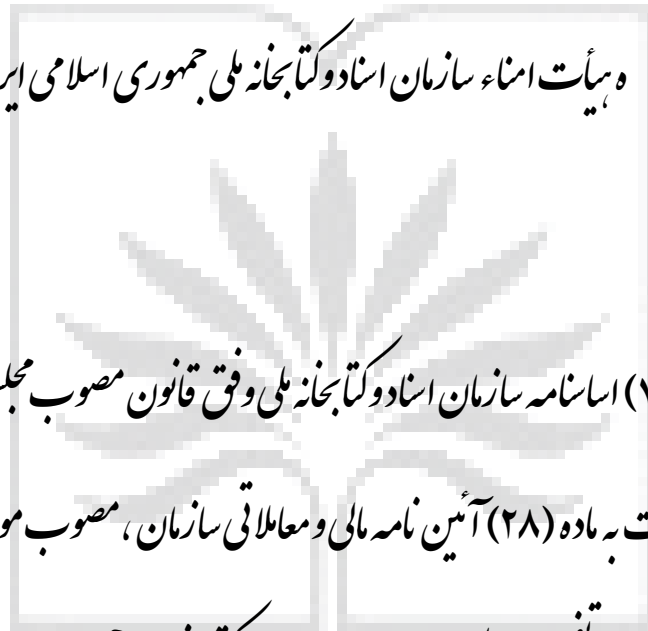 ه هیأت امناء سازمان اسناد و کتابخانه ملی جمهوری اسلامی ایر
) اساسنامه سازمان اسناد و کتابخانه ملی وفق قانون مصوب مجلـ
ت به ماده (۲۸) آئین نامه مالی و معاملاتی سازمان ، مصوب مو